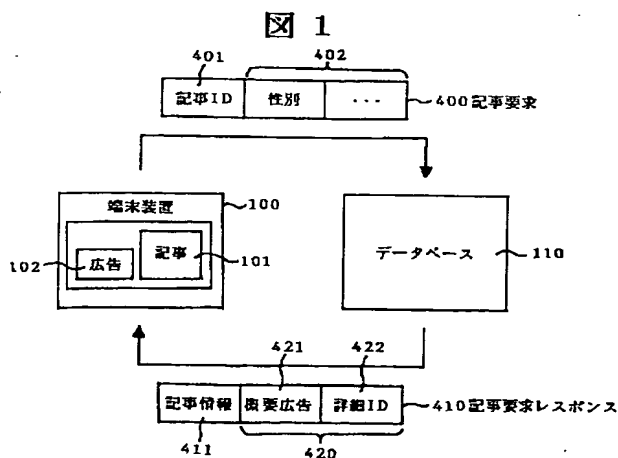 図 1
401
402
記事ID 性別 ...
400記事要求
端末装置
100
記事
101
102
広告
データベース
110
421
422
記事情報 概要広告 詳細ID
410記事要求レスポンス
411
420